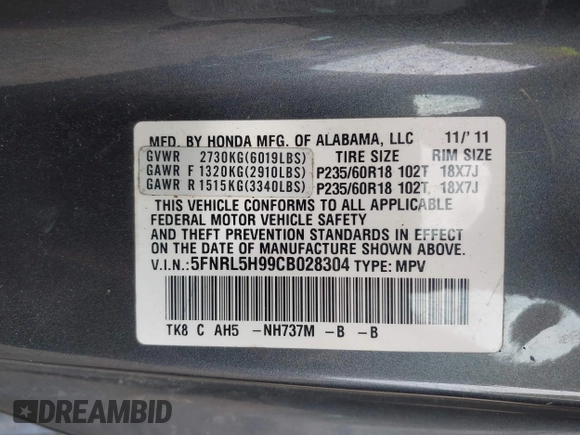 MFD. BY HONDA MFG. OF ALABAMA, LLC 11/'11
GVWR 2730KG(6019LBS) TIRE SIZE RIM SIZE
GAWR F 1320KG(2910LBS) P235/60R18 102T, 18X7J
GAWR R 1515KG(3340LBS) P235/60R18 102T, 18X7J
THIS VEHICLE CONFORMS TO ALL APPLICABLE
FEDERAL MOTOR VEHICLE SAFETY
AND THEFT PREVENTION STANDARDS IN EFFECT
ON THE DATE OF MANUFACTURE SHOWN ABOVE.
V.I.N.:5FNRL5H99CB028304 TYPE: MPV
TK8 C AH5 -NH737M -B -B
DREAMBID